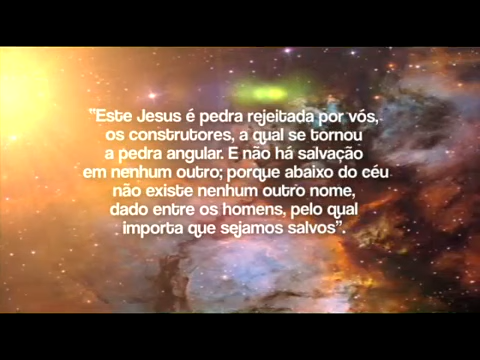 "Este Jesus é pedra rejeitada por vós,
os construtores, a qual se tornou
a pedra angular. E não há salvação
em nenhum outro; porque abaixo do céu
não existe nenhum outro nome,
dado entre os homens, pelo qual
importa que sejamos salvos".